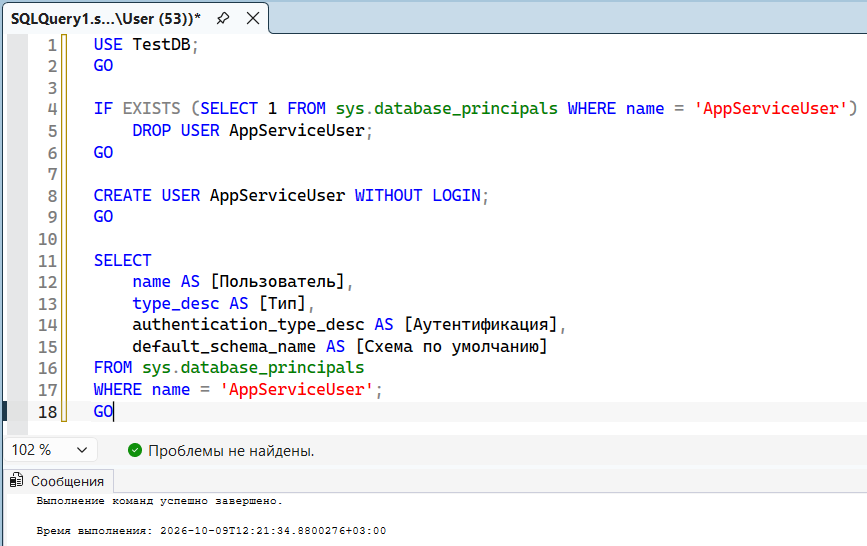 SQLQuery1.s...\User (53))*
1 USE TestDB;
2 GO
3
4 IF EXISTS (SELECT 1 FROM sys.database_principals WHERE name = 'AppServiceUser')
5 DROP USER AppServiceUser;
6 GO
7
8 CREATE USER AppServiceUser WITHOUT LOGIN;
9 GO
10
11 SELECT
12 name AS [Пользователь],
13 type_desc AS [Тип],
14 authentication_type_desc AS [Аутентификация],
15 default_schema_name AS [Схема по умолчанию]
16 FROM sys.database_principals
17 WHERE name = 'AppServiceUser';
18 GO
102 % Проблемы не найдены.
Сообщения
Выполнение команд успешно завершено.
Время выполнения: 2026-10-09T12:21:34.8800276+03:00